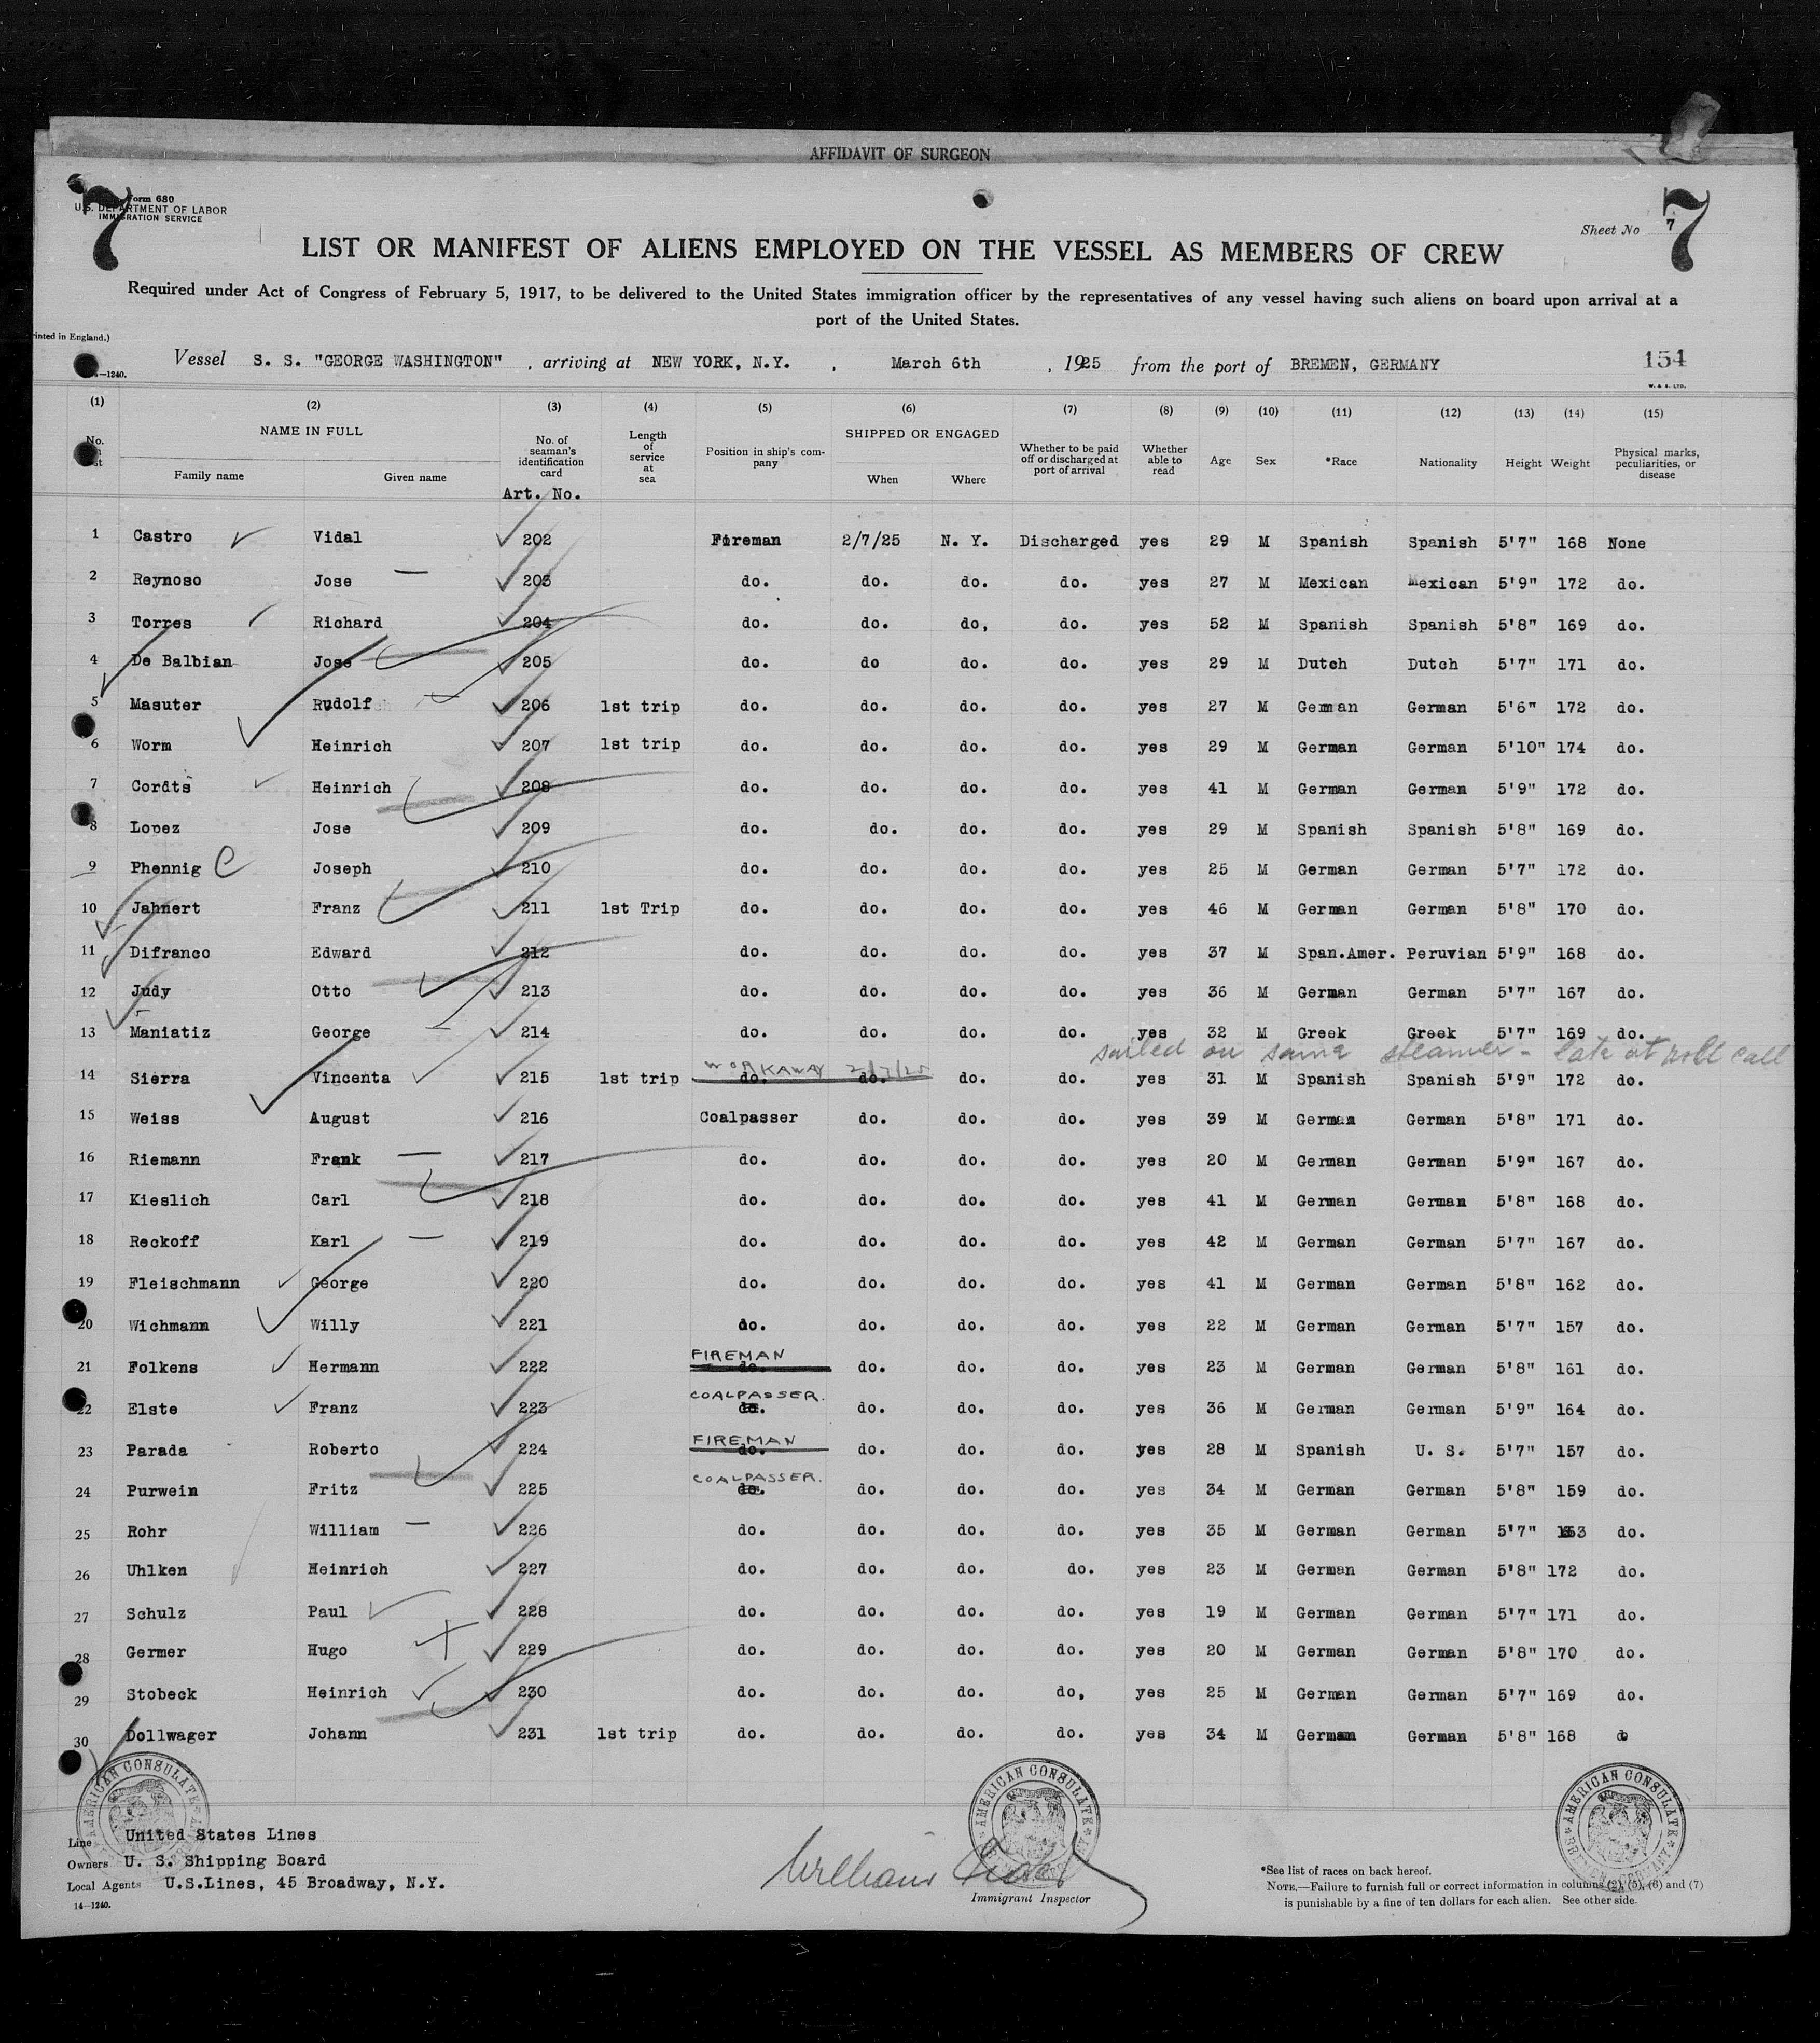 AFFIDAVIT OF SURGEON
7
Form 680
U.S. DEPARTMENT OF LABOR
IMMIGRATION SERVICE
Sheet No 7
7
LIST OR MANIFEST OF ALIENS EMPLOYED ON THE VESSEL AS MEMBERS OF CREW
Required under Act of Congress of February 5, 1917, to be delivered to the United States immigration officer by the representatives of any vessel having such aliens on board upon arrival at a
port of the United States.
rinted in England.)
Vessel S. S. "GEORGE WASHINGTON" , arriving at NEW YORK, N.Y. , March 6th , 1925 from the port of BREMEN, GERMANY 154
—1240. W. & S. LTD.
(1) (2) (3) (4) (5) (6) (7) (8) (9) (10) (11) (12) (13) (14) (15)
No. NAME IN FULL No. of seaman's identification card Length of service at sea Position in ship's company SHIPPED OR ENGAGED Whether to be paid off or discharged at port of arrival Whether able to read Age Sex *Race Nationality Height Weight Physical marks, peculiarities, or disease
Family name Given name When Where
Art. No.
1 Castro Vidal 202 Fireman 2/7/25 N. Y. Discharged yes 29 M Spanish Spanish 5'7" 168 None
2 Reynoso Jose 203 do. do. do. do. yes 27 M Mexican Mexican 5'9" 172 do.
3 Torres Richard 204 do. do. do, do. yes 52 M Spanish Spanish 5'8" 169 do.
4 De Balbian Jose 205 do. do do. do. yes 29 M Dutch Dutch 5'7" 171 do.
5 Masuter Rudolf 206 1st trip do. do. do. do. yes 27 M German German 5'6" 172 do.
6 Worm Heinrich 207 1st trip do. do. do. do. yes 29 M German German 5'10" 174 do.
7 Cordts Heinrich 208 do. do. do. do. yes 41 M German German 5'9" 172 do.
8 Lopez Jose 209 do. do. do. do. yes 29 M Spanish Spanish 5'8" 169 do.
9 Phennig C Joseph 210 do. do. do. do. yes 25 M German German 5'7" 172 do.
10 Jahnert Franz 211 1st Trip do. do. do. do. yes 46 M German German 5'8" 170 do.
11 Difranco Edward 212 do. do. do. do. yes 37 M Span.Amer. Peruvian 5'9" 168 do.
12 Judy Otto 213 do. do. do. do. yes 36 M German German 5'7" 167 do.
13 Maniatiz George 214 do. do. do. do. yes 32 M Greek Greek 5'7" 169 do.
WORKAWAY 2/7/25 sailed on same steamer - late at roll call
14 Sierra Vincenta 215 1st trip do. do. do. do. yes 31 M Spanish Spanish 5'9" 172 do.
15 Weiss August 216 Coalpasser do. do. do. yes 39 M German German 5'8" 171 do.
16 Riemann Frank 217 do. do. do. do. yes 20 M German German 5'9" 167 do.
17 Kieslich Carl 218 do. do. do. do. yes 41 M German German 5'8" 168 do.
18 Reckoff Karl 219 do. do. do. do. yes 42 M German German 5'7" 167 do.
19 Fleischmann George 220 do. do. do. do. yes 41 M German German 5'8" 162 do.
20 Wichmann Willy 221 do. do. do. do. yes 22 M German German 5'7" 157 do.
FIREMAN
21 Folkens Hermann 222 do. do. do. do. yes 23 M German German 5'8" 161 do.
COALPASSER.
22 Elste Franz 223 do. do. do. do. yes 36 M German German 5'9" 164 do.
FIREMAN
23 Parada Roberto 224 do. do. do. do. yes 28 M Spanish U. S. 5'7" 157 do.
COALPASSER.
24 Purwein Fritz 225 do. do. do. do. yes 34 M German German 5'8" 159 do.
25 Rohr William 226 do. do. do. do. yes 35 M German German 5'7" do.
26 Uhlken Heinrich 227 do. do. do. do. yes 23 M German German 5'8" 172 do.
27 Schulz Paul 228 do. do. do. do. yes 19 M German German 5'7" 171 do.
28 Germer Hugo 229 do. do. do. do. yes 20 M German German 5'8" 170 do.
29 Stobeck Heinrich 230 do. do. do. do, yes 25 M German German 5'7" 169 do.
30 Dollwager Johann 231 1st trip do. do. do. do. yes 34 M German German 5'8" 168
AMERICAN CONSULATE
AMERICAN CONSULATE
AMERICAN CONSULATE
Line United States Lines
Owners U. S. Shipping Board
Local Agents U.S.Lines, 45 Broadway, N.Y.
14—1240.
William
Immigrant Inspector
*See list of races on back hereof.
NOTE.—Failure to furnish full or correct information in columns (2), (5), (6) and (7)
is punishable by a fine of ten dollars for each alien. See other side.